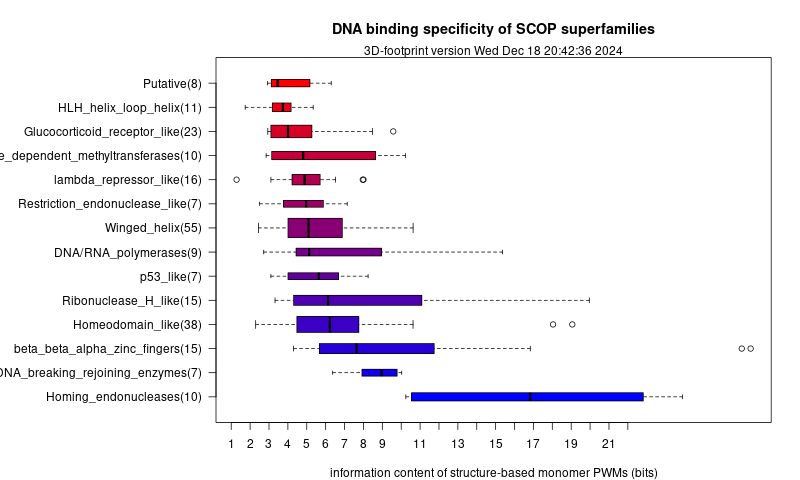 DNA binding specificity of SCOP superfamilies
3D-footprint version Wed Dec 18 20:42:36 2024
Putative(8)
HLH_helix_loop_helix(11)
Glucocorticoid_receptor_like(23)
e_dependent_methyltransferases(10)
lambda_repressor_like(16)
Restriction_endonuclease_like(7)
Winged_helix(55)
DNA/RNA_polymerases(9)
p53_like(7)
Ribonuclease_H_like(15)
Homeodomain_like(38)
beta_beta_alpha_zinc_fingers(15)
DNA_breaking_rejoining_enzymes(7)
Homing_endonucleases(10)
1 2 3 4 5 6 7 8 9 11 13 15 17 19 21
information content of structure-based monomer PWMs (bits)